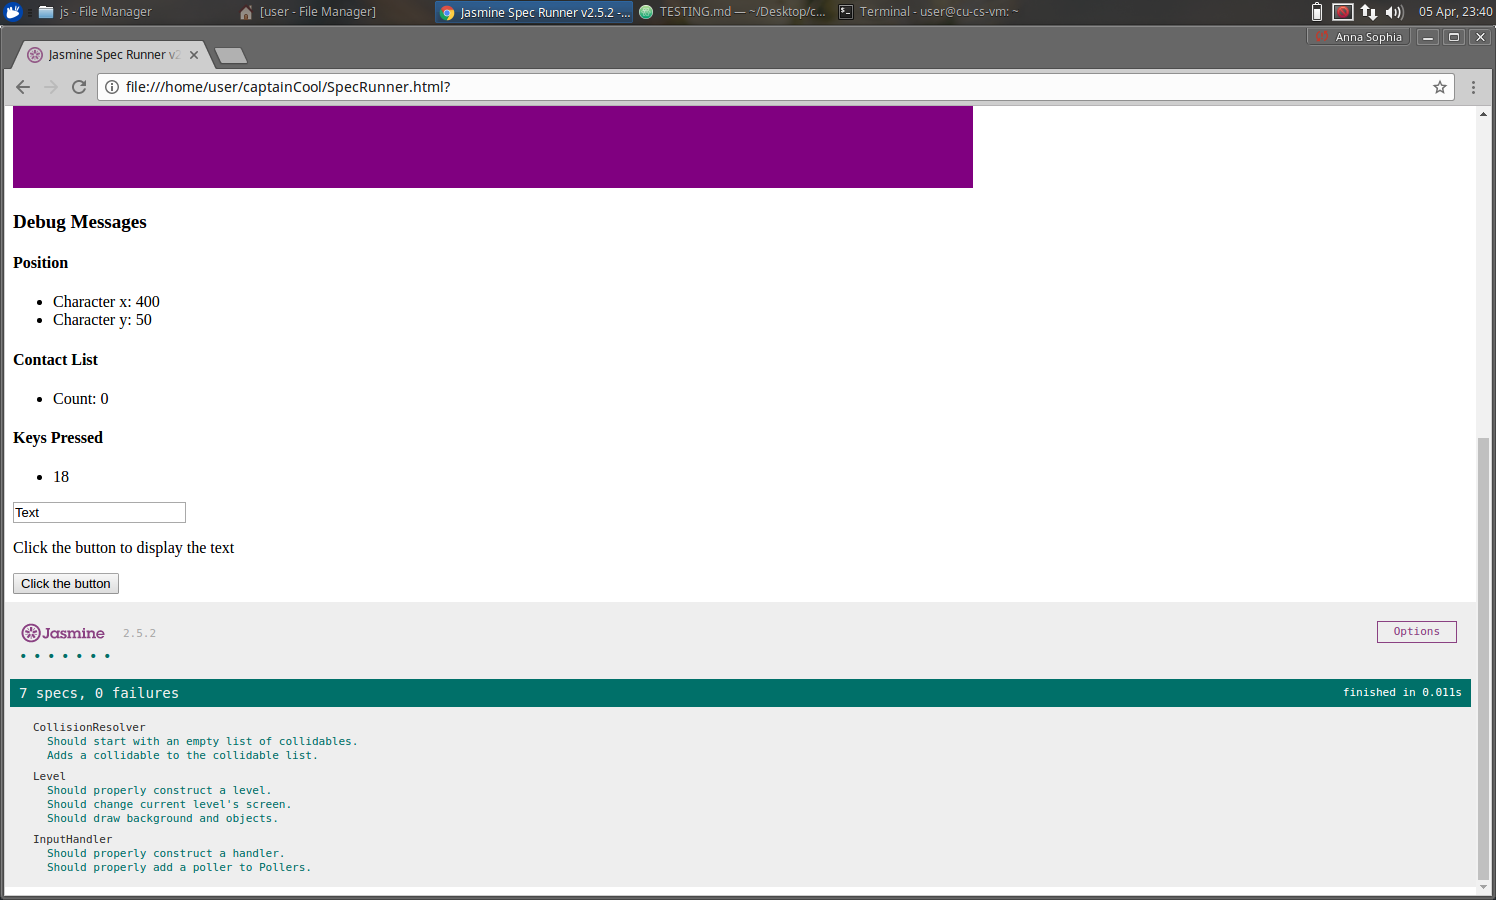 js - File Manager
[user - File Manager]
Jasmine Spec Runner v2.5.2 -...
TESTING.md — ~/Desktop/c...
Terminal - user@cu-cs-vm: ~
05 Apr, 23:40
Anna Sophia
Jasmine Spec Runner v2
file:///home/user/captainCool/SpecRunner.html?
Debug Messages
Position
• Character x: 400
• Character y: 50
Contact List
• Count: 0
Keys Pressed
• 18
Text
Click the button to display the text
Click the button
Jasmine 2.5.2
Options
7 specs, 0 failures
finished in 0.011s
CollisionResolver
Should start with an empty list of collidables.
Adds a collidable to the collidable list.
Level
Should properly construct a level.
Should change current level's screen.
Should draw background and objects.
InputHandler
Should properly construct a handler.
Should properly add a poller to Pollers.